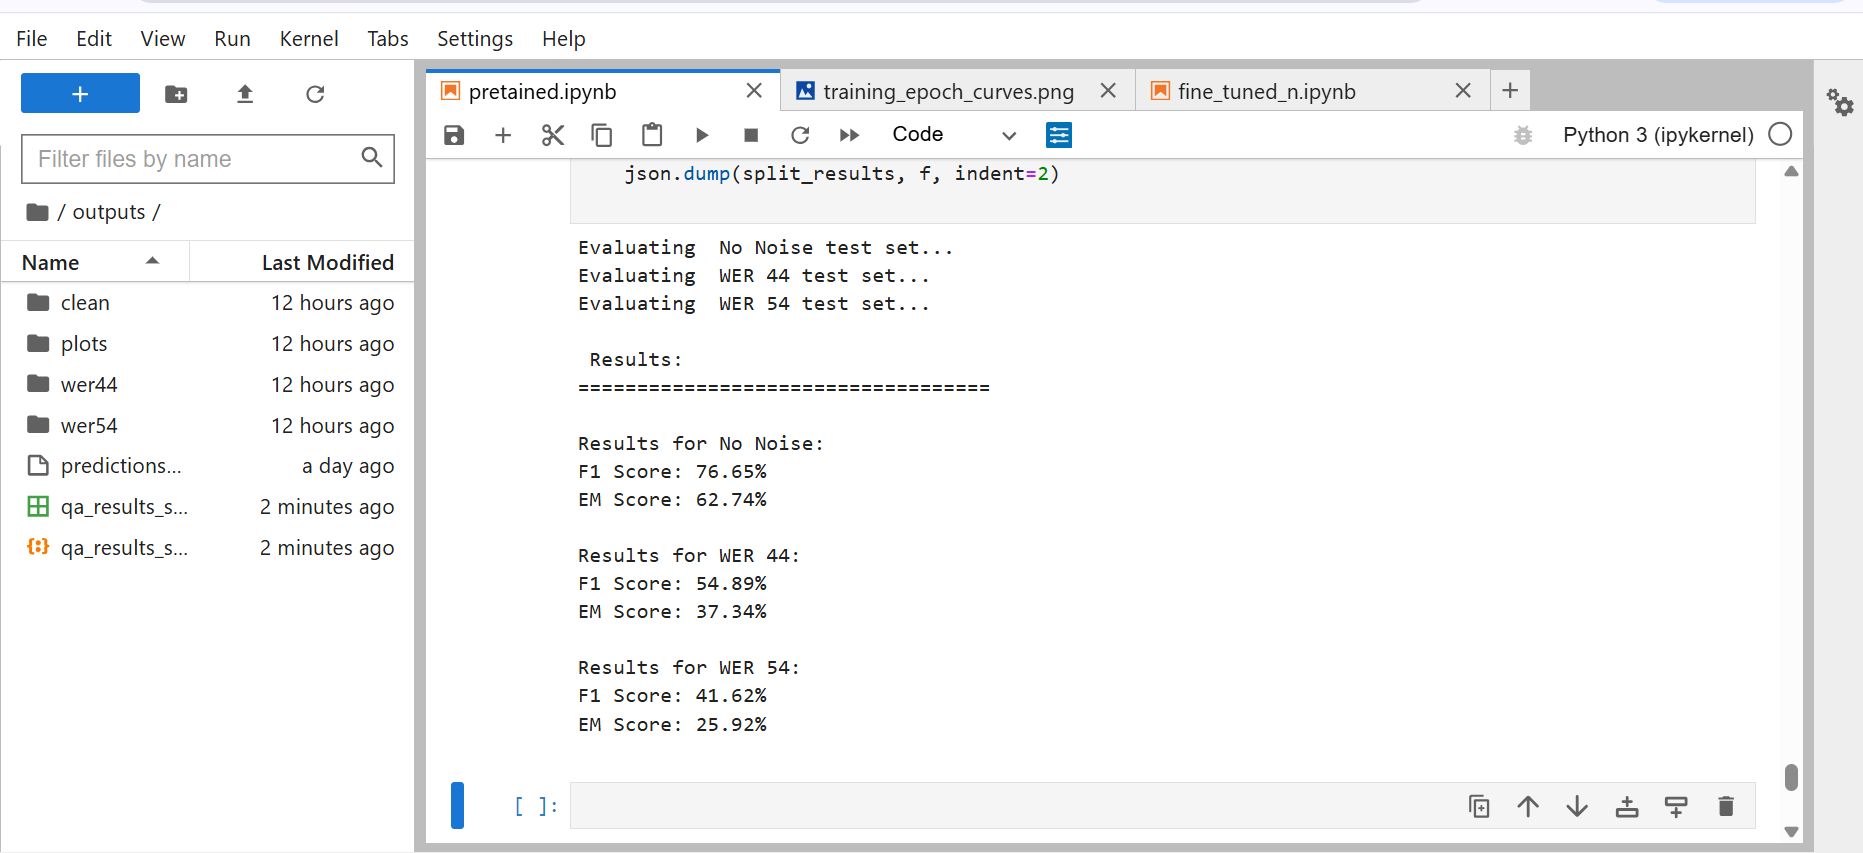 File Edit View Run Kernel Tabs Settings Help
+
Filter files by name
/ outputs /
Name Last Modified
clean 12 hours ago
plots 12 hours ago
wer44 12 hours ago
wer54 12 hours ago
predictions... a day ago
qa_results_s... 2 minutes ago
qa_results_s... 2 minutes ago
pretained.ipynb training_epoch_curves.png fine_tuned_n.ipynb
Code Python 3 (ipykernel)
json.dump(split_results, f, indent=2)
Evaluating  No Noise test set...
Evaluating  WER 44 test set...
Evaluating  WER 54 test set...
Results:
===================================
Results for No Noise:
F1 Score: 76.65%
EM Score: 62.74%
Results for WER 44:
F1 Score: 54.89%
EM Score: 37.34%
Results for WER 54:
F1 Score: 41.62%
EM Score: 25.92%
[ ]: